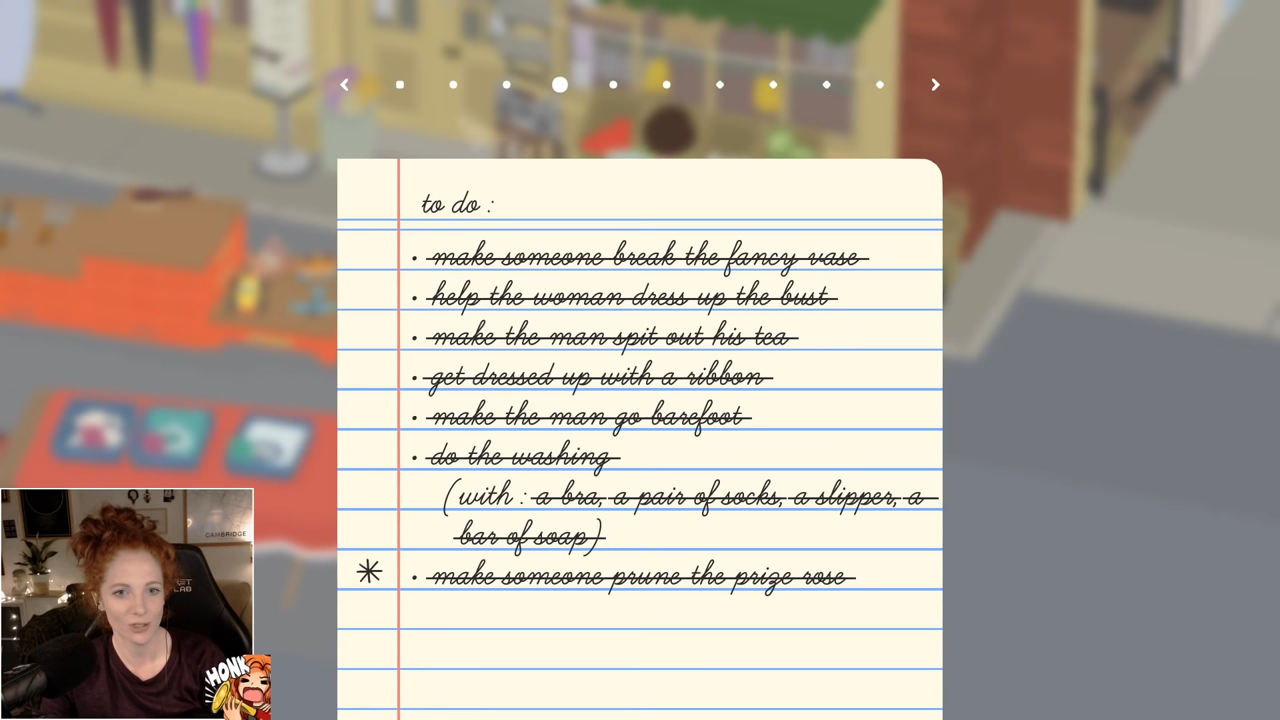 to do :
• make someone break the fancy vase
• help the woman dress up the bust
• make the man spit out his tea
• get dressed up with a ribbon
• make the man go barefoot
• do the washing
(with : a bra, a pair of socks, a slipper, a
bar of soap)
• make someone prune the prize rose
CAMBRIDGE
HONK